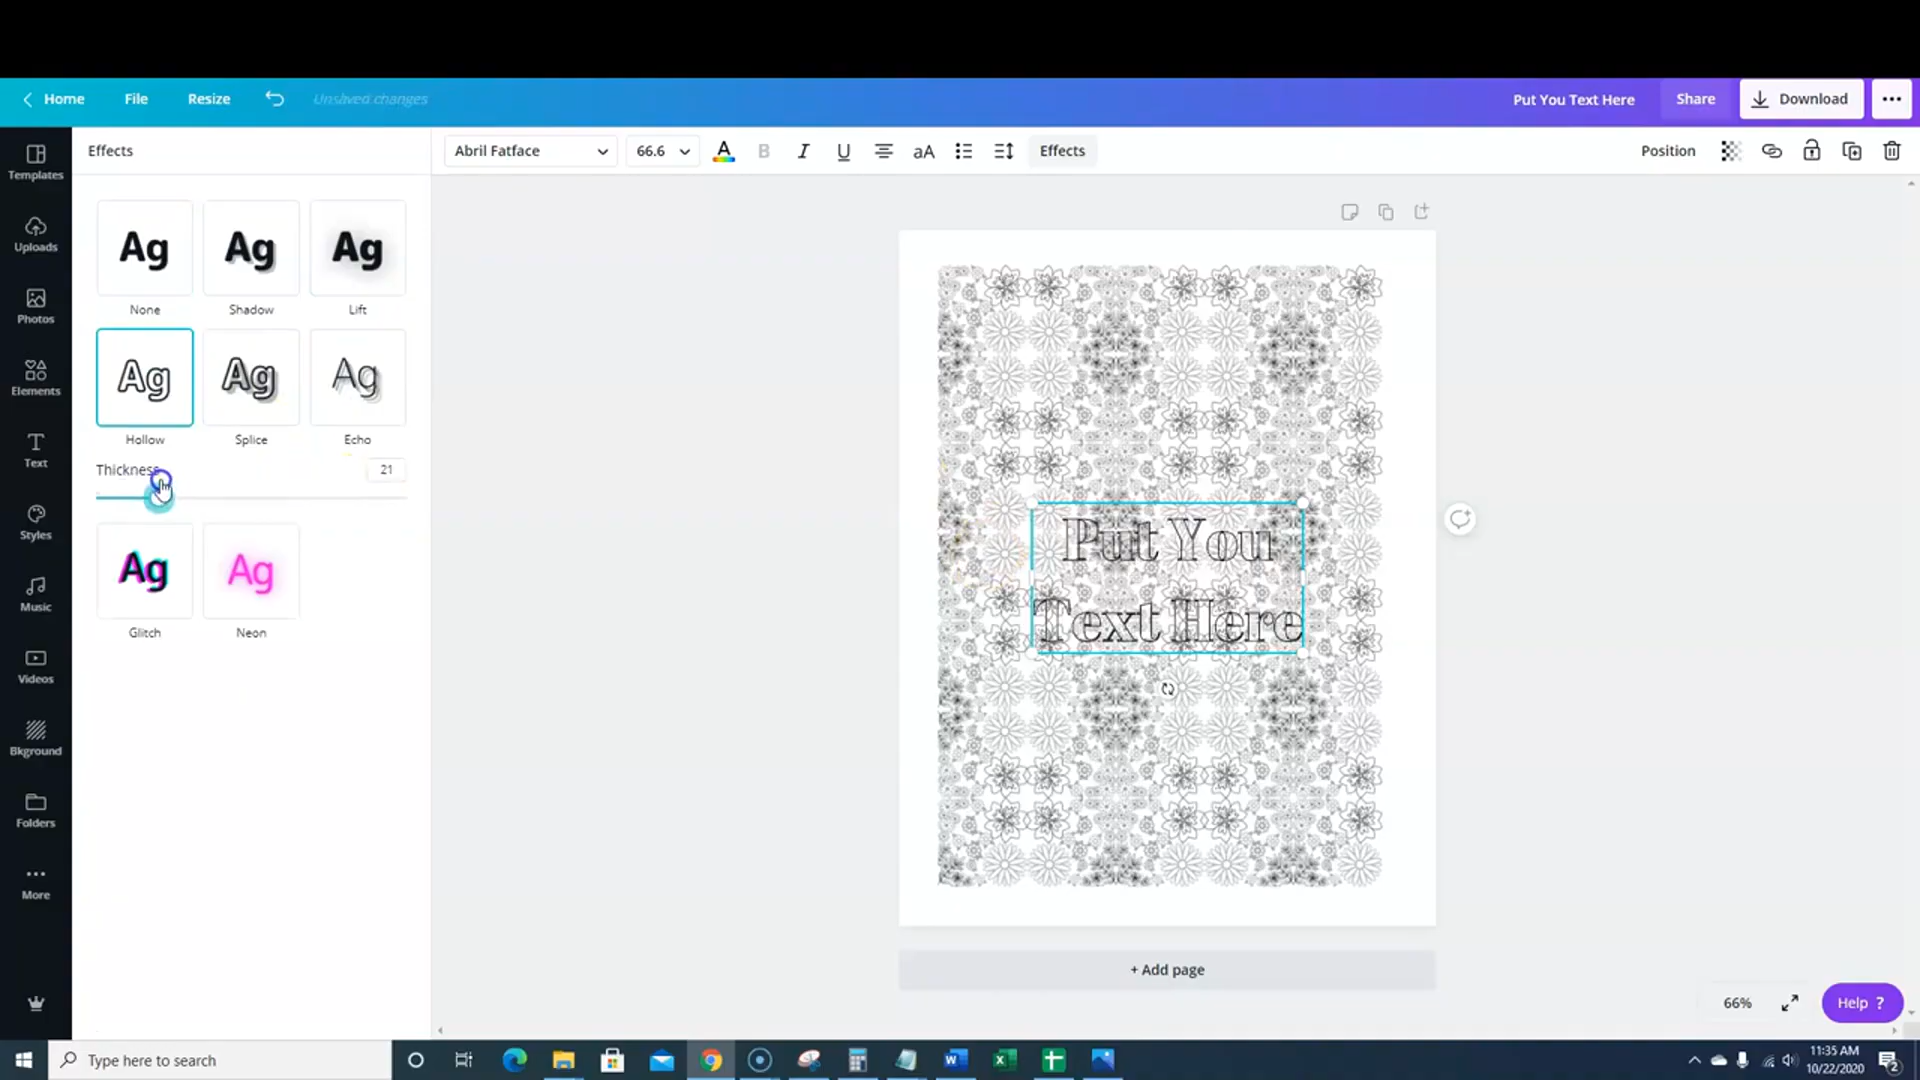 Home
File
Resize
Unsaved changes
Put You Text Here
Share
Download
Effects
Abril Fatface
66.6
A
B
I
U
aA
Effects
Position
Templates
Uploads
Photos
Elements
Text
Styles
Music
Videos
Bkground
Folders
More
Ag
Ag
Ag
None
Shadow
Lift
Ag
Ag
Ag
Hollow
Splice
Echo
Thickness
21
Ag
Ag
Glitch
Neon
Put You
Text Here
+ Add page
66%
Help ?
Type here to search
11:35 AM
10/22/2020
2